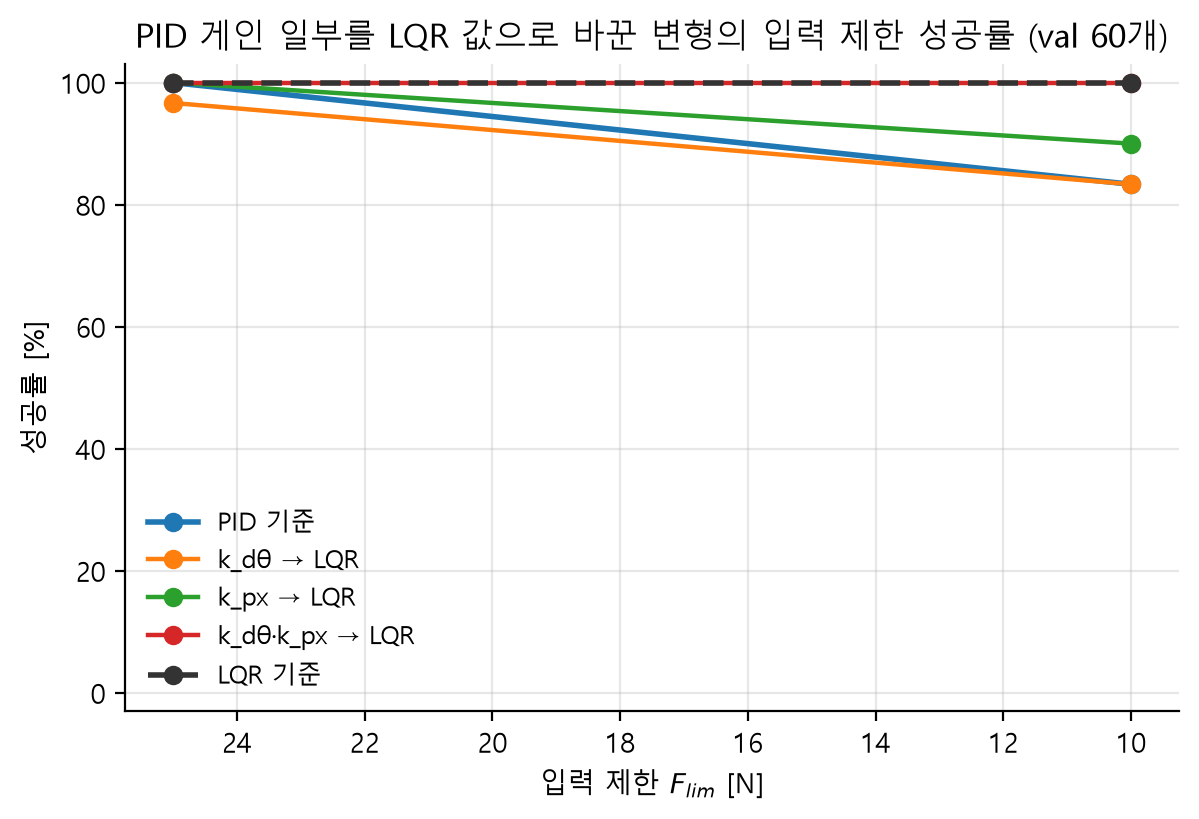 PID 게인 일부를 LQR 값으로 바꾼 변형의 입력 제한 성공률 (val 60개)
성공률 [%]
100
80
60
40
20
0
PID 기준
k_dθ → LQR
k_px → LQR
k_dθ·k_px → LQR
LQR 기준
24 22 20 18 16 14 12 10
입력 제한 F_lim [N]